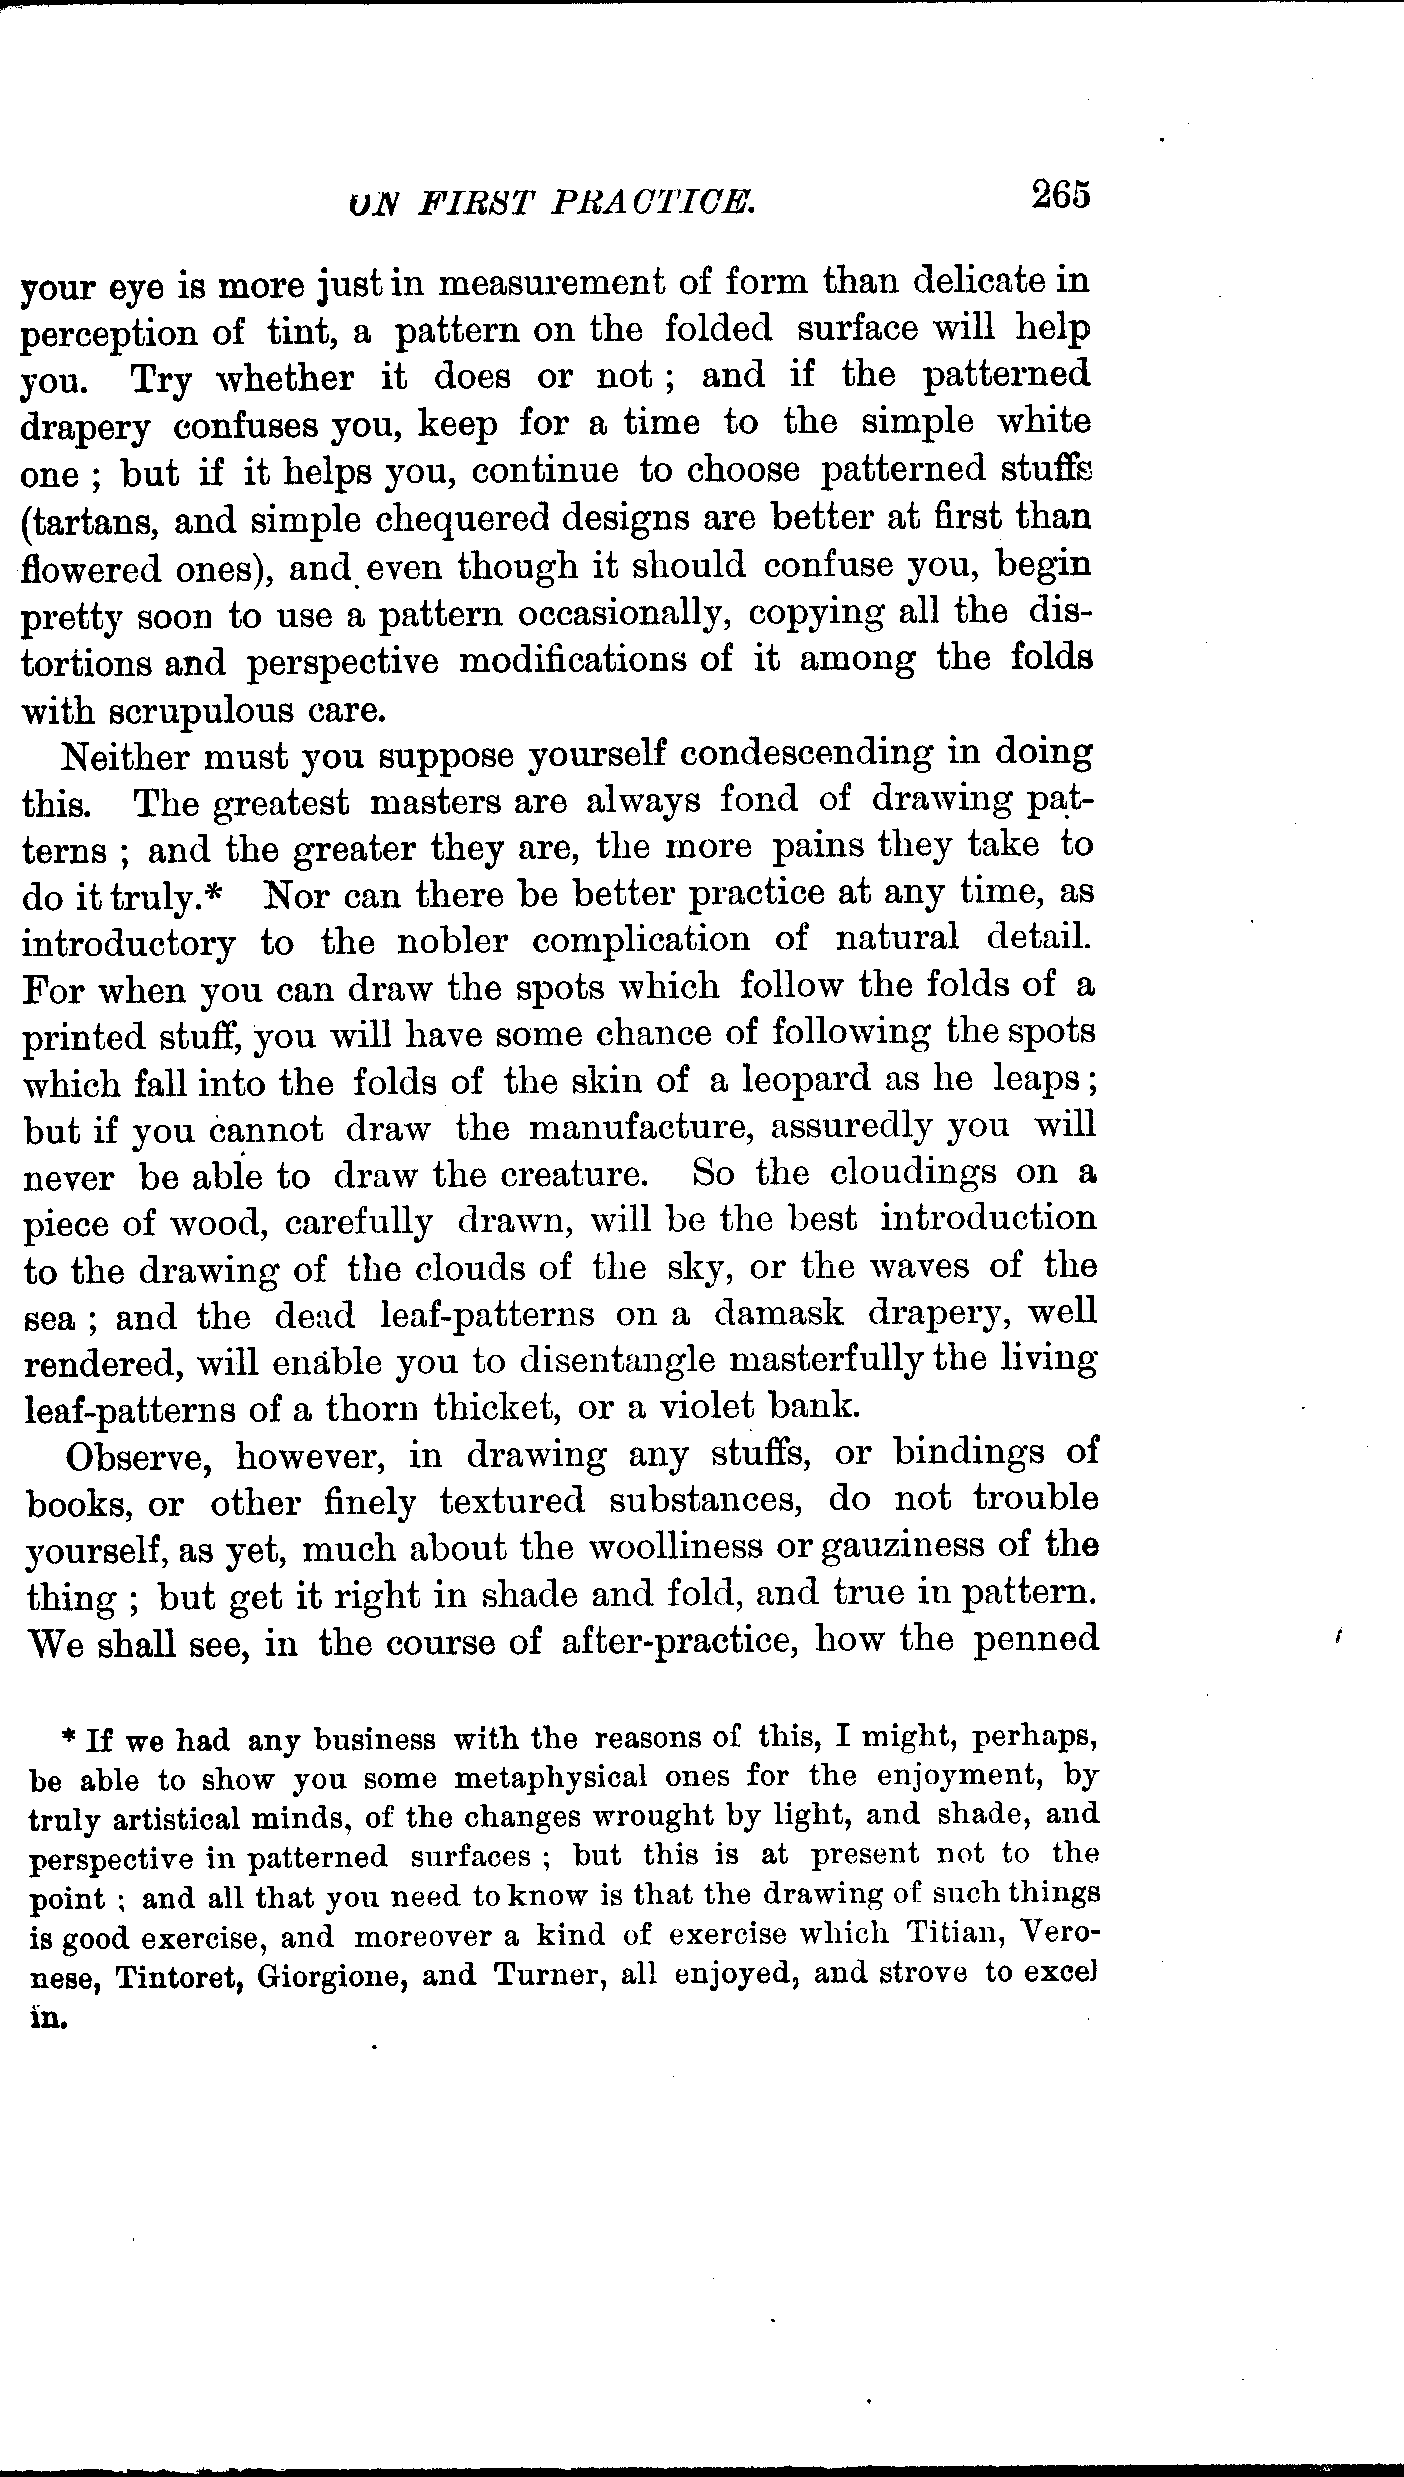 ON FIRST PRACTICE. 265
your eye is more just in measurement of form than delicate in
perception of tint, a pattern on the folded surface will help
you. Try whether it does or not ; and if the patterned
drapery confuses you, keep for a time to the simple white
one ; but if it helps you, continue to choose patterned stuffs
(tartans, and simple chequered designs are better at first than
flowered ones), and even though it should confuse you, begin
pretty soon to use a pattern occasionally, copying all the dis-
tortions and perspective modifications of it among the folds
with scrupulous care.
Neither must you suppose yourself condescending in doing
this. The greatest masters are always fond of drawing pat-
terns ; and the greater they are, the more pains they take to
do it truly.* Nor can there be better practice at any time, as
introductory to the nobler complication of natural detail.
For when you can draw the spots which follow the folds of a
printed stuff, you will have some chance of following the spots
which fall into the folds of the skin of a leopard as he leaps ;
but if you cannot draw the manufacture, assuredly you will
never be able to draw the creature. So the cloudings on a
piece of wood, carefully drawn, will be the best introduction
to the drawing of the clouds of the sky, or the waves of the
sea ; and the dead leaf-patterns on a damask drapery, well
rendered, will enable you to disentangle masterfully the living
leaf-patterns of a thorn thicket, or a violet bank.
Observe, however, in drawing any stuffs, or bindings of
books, or other finely textured substances, do not trouble
yourself, as yet, much about the woolliness or gauziness of the
thing ; but get it right in shade and fold, and true in pattern.
We shall see, in the course of after-practice, how the penned
* If we had any business with the reasons of this, I might, perhaps,
be able to show you some metaphysical ones for the enjoyment, by
truly artistical minds, of the changes wrought by light, and shade, and
perspective in patterned surfaces ; but this is at present not to the
point ; and all that you need to know is that the drawing of such things
is good exercise, and moreover a kind of exercise which Titian, Vero-
nese, Tintoret, Giorgione, and Turner, all enjoyed, and strove to excel
in.